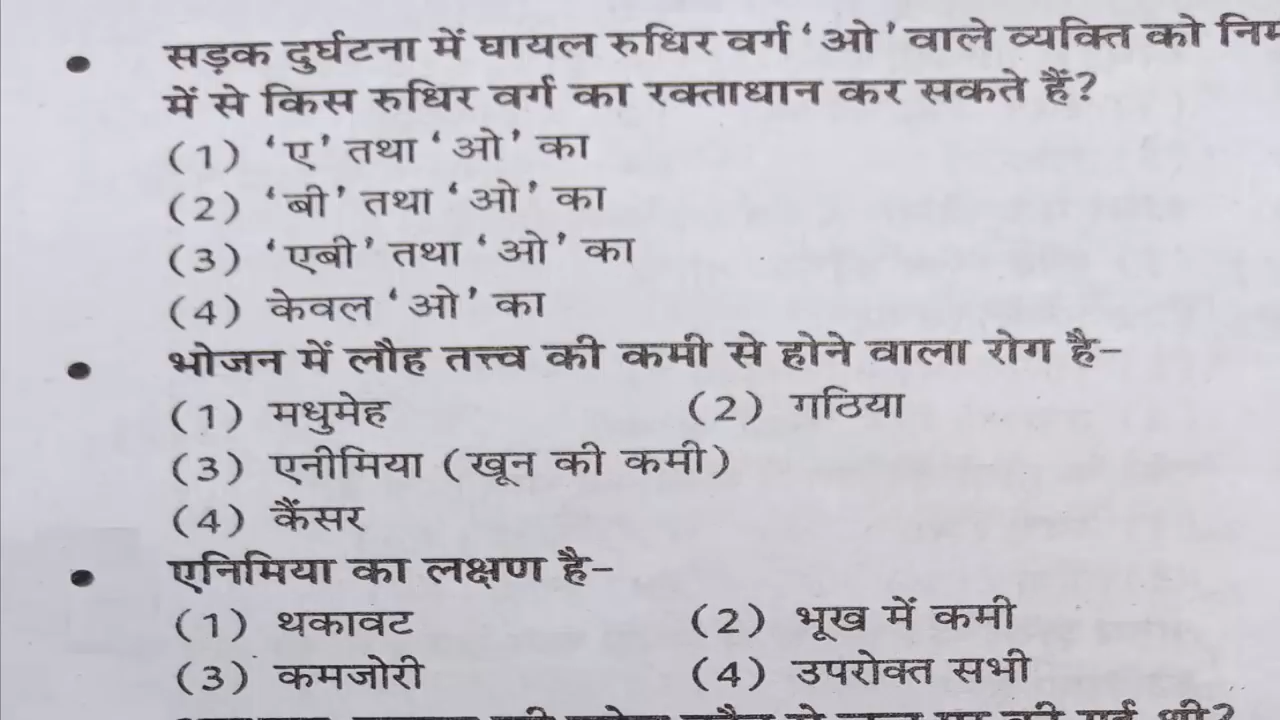 • सड़क दुर्घटना में घायल रुधिर वर्ग ‘ओ’ वाले व्यक्ति को
में से किस रुधिर वर्ग का रक्ताधान कर सकते हैं?
(1) ‘ए’ तथा ‘ओ’ का
(2) ‘बी’ तथा ‘ओ’ का
(3) ‘एबी’ तथा ‘ओ’ का
(4) केवल ‘ओ’ का
• भोजन में लौह तत्त्व की कमी से होने वाला रोग है–
(1) मधुमेह (2) गठिया
(3) एनीमिया (खून की कमी)
(4) कैंसर
• एनिमिया का लक्षण है–
(1) थकावट (2) भूख में कमी
(3) कमजोरी (4) उपरोक्त सभी